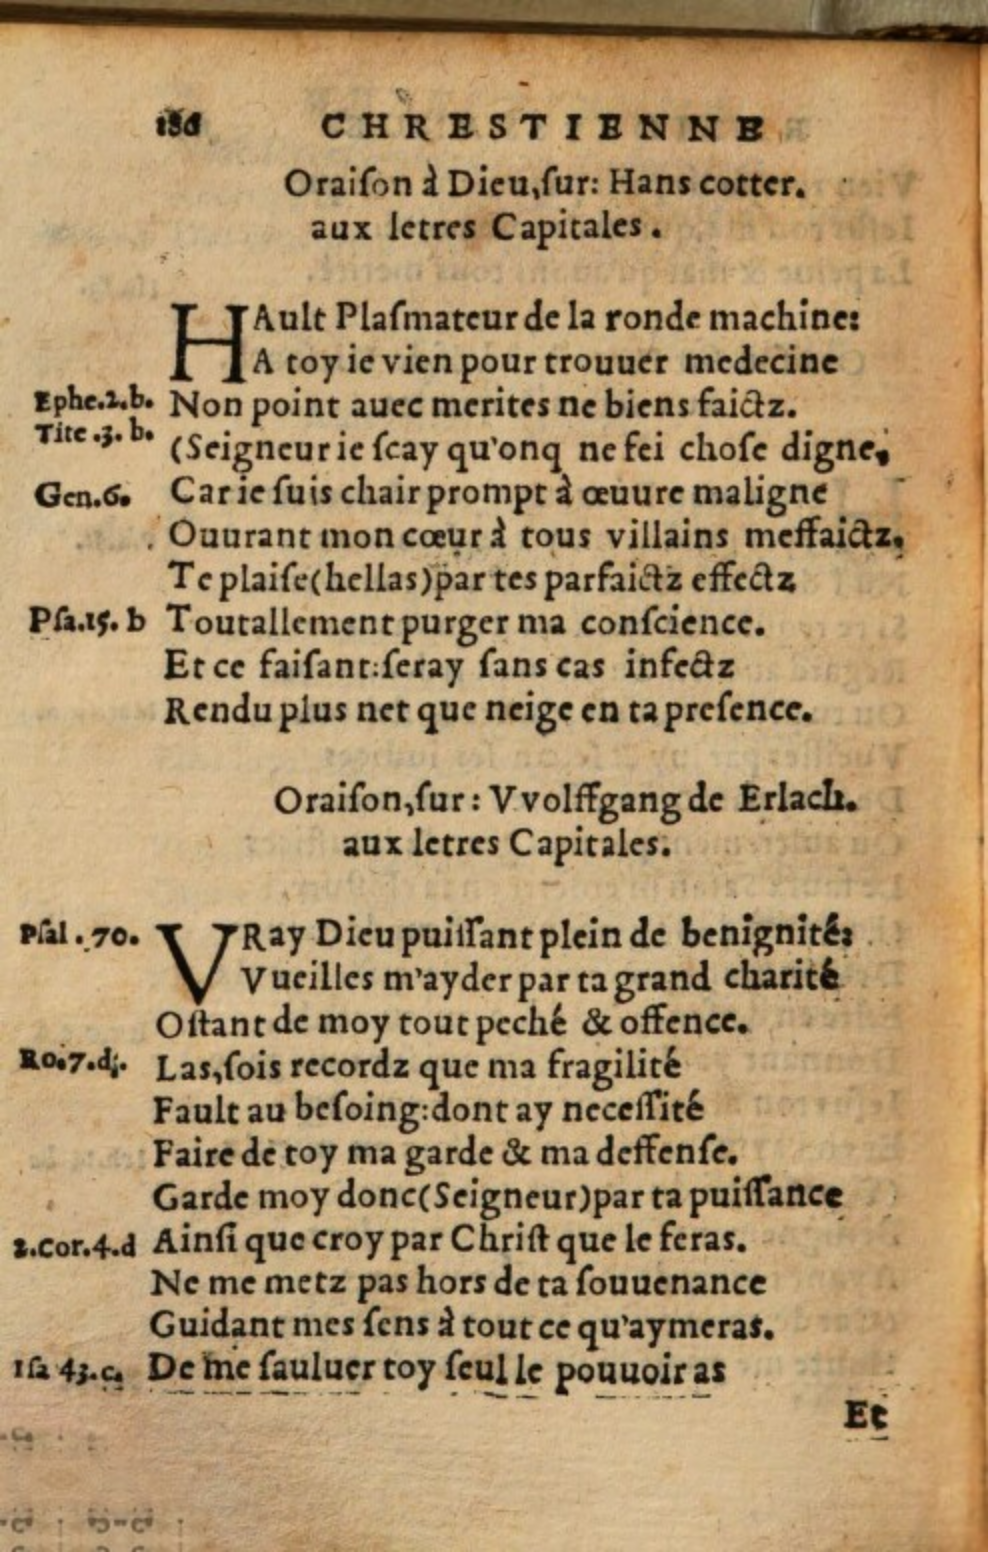 186 CHRESTIENNE
Oraiſon à Dieu,ſur: Hans cotter.
aux letres Capitales.
HAult Plaſmateur de la ronde machine:
A toy ie vien pour trouuer medecine
Ephe.2.b. Non point auec merites ne biens faictz.
Tite .3. b. (Seigneur ie ſcay qu'onq ne fei choſe digne,
Gen.6. Car ie ſuis chair prompt à œuure maligne
Ouurant mon cœur à tous villains meffaictz,
Te plaiſe(hellas)par tes parfaictz effectz
Pſa.15. b Toutallement purger ma conſcience.
Et ce faiſant:ſeray ſans cas infectz
Rendu plus net que neige en ta preſence.
Oraiſon,ſur: Vvolffgang de Erlach.
aux letres Capitales.
Pſal .70. VRay Dieu puiſſant plein de benignité:
Vueilles m'ayder par ta grand charité
Oſtant de moy tout peché & offence.
Ro.7.d. Las,ſois recordz que ma fragilité
Fault au beſoing:dont ay neceſſité
Faire de toy ma garde & ma deffenſe.
Garde moy donc(Seigneur)par ta puiſſance
2.Cor.4.d Ainſi que croy par Chriſt que le feras.
Ne me metz pas hors de ta ſouuenance
Guidant mes ſens à tout ce qu'aymeras.
Iſa 43.c. De me ſauluer toy ſeul le pouuoir as
Et